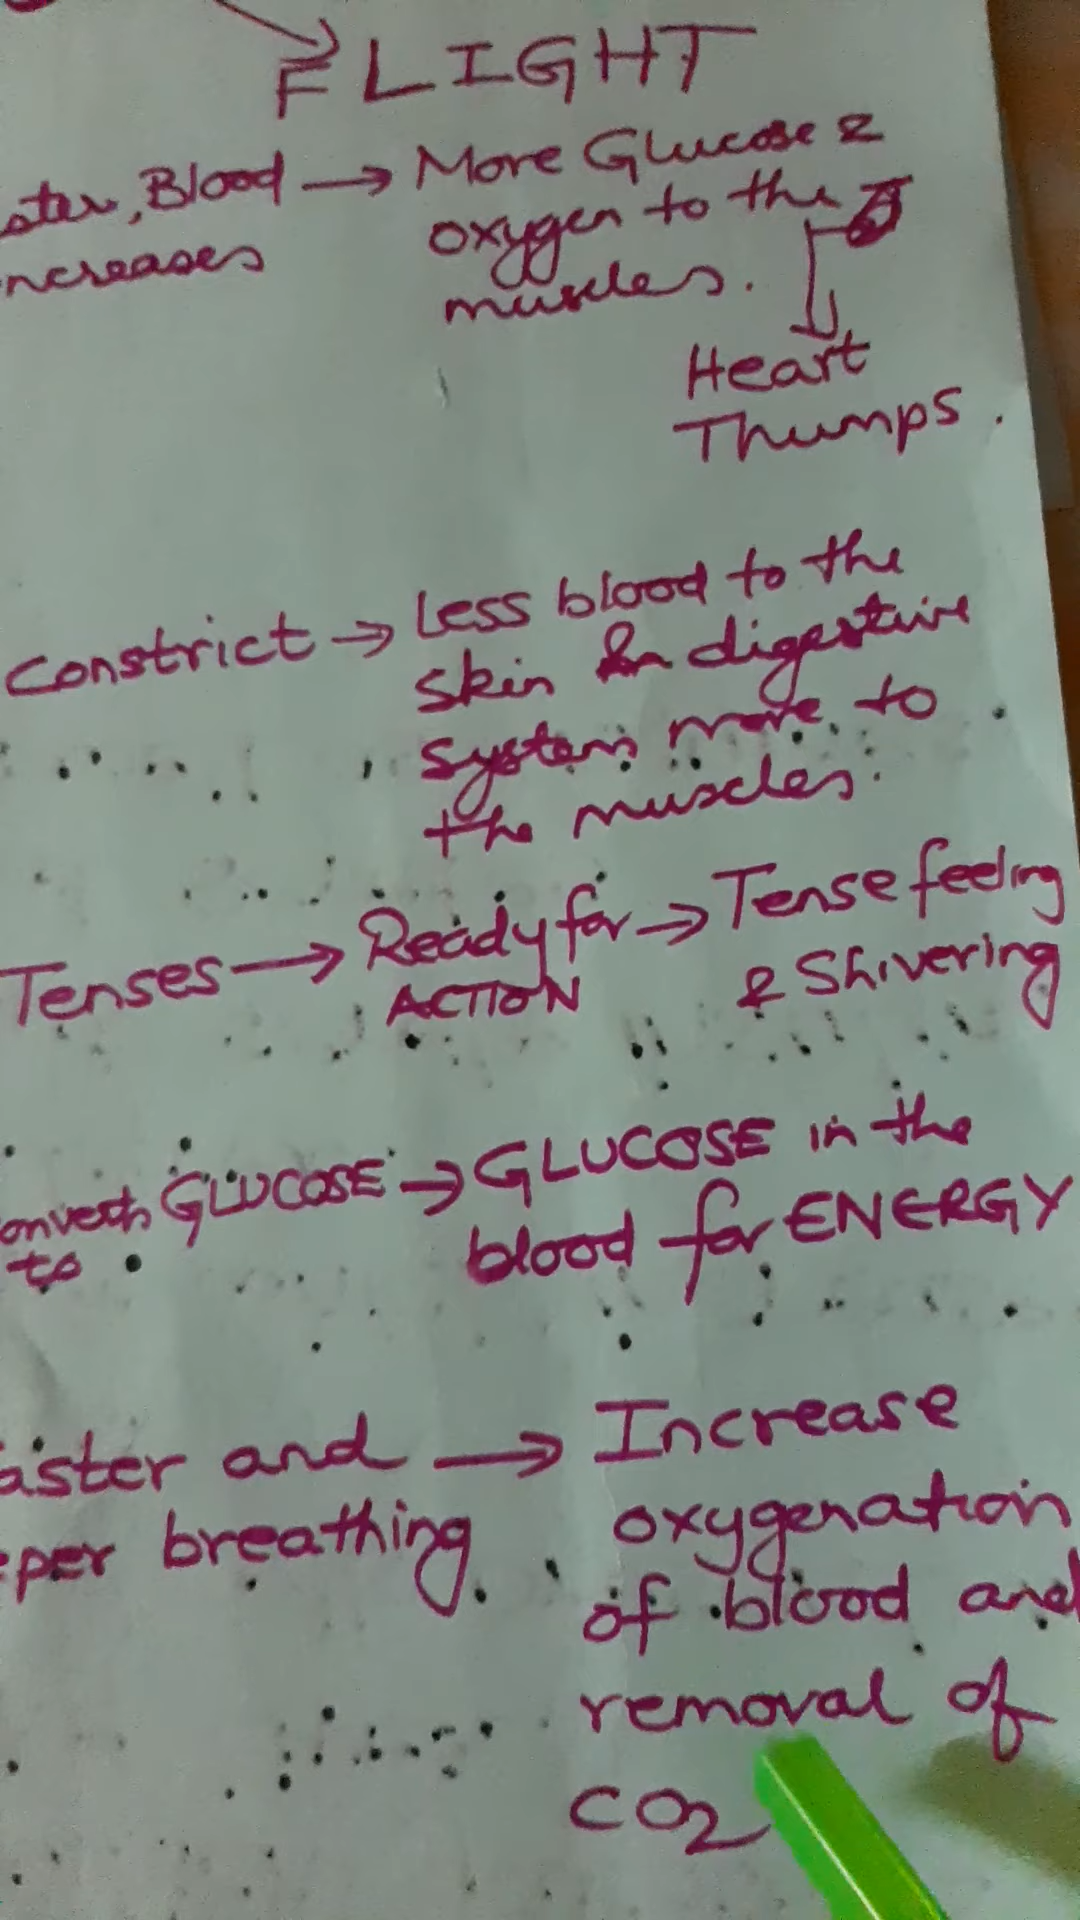 FLIGHT
Blood → More Glucose &
ncreases oxygen to the
muscles.
Heart
Thumps.
Constrict → Less blood to the
skin digestive
system more to
the muscles.
Tenses → Ready for → Tense feeling
ACTION & Shivering
GLUCOSE → GLUCOSE in the
to blood for ENERGY
aster and → Increase
per breathing oxygenation
of blood and
removal of
CO2